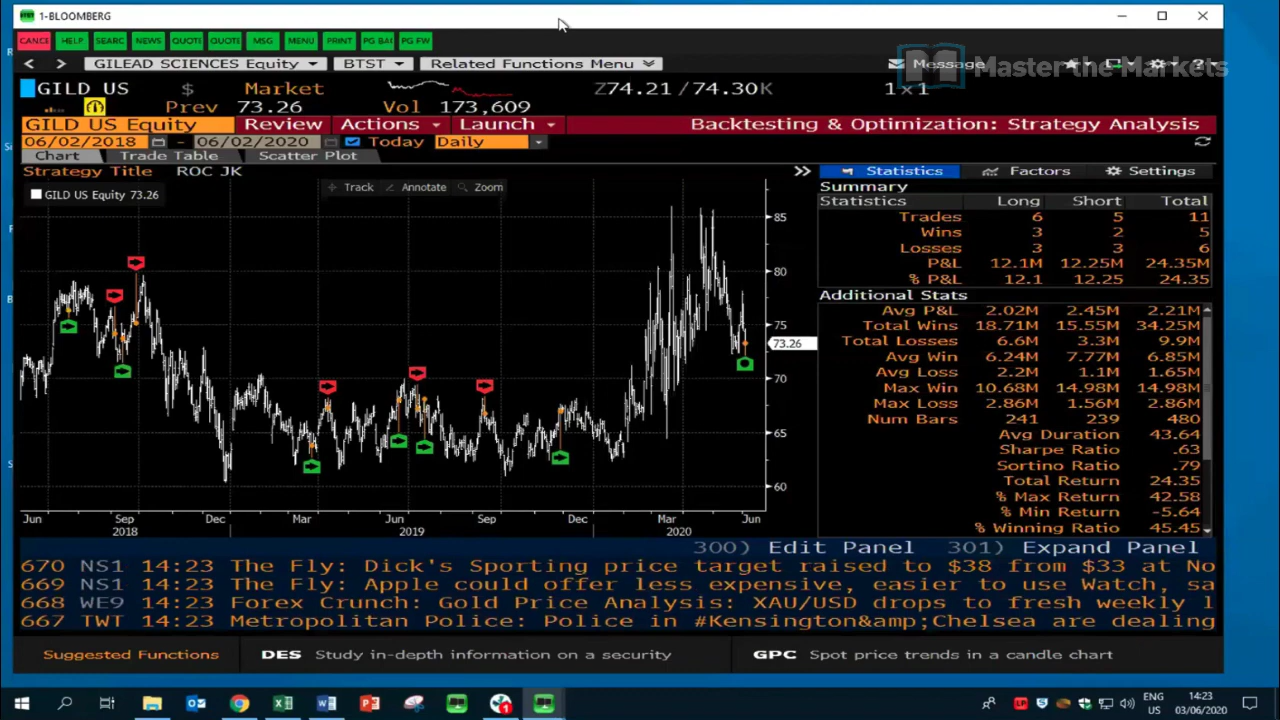 1-BLOOMBERG
CANCE HELP SEARC NEWS QUOTE QUOTE MSG MENU PRINT PG BAC PG FW
GILEAD SCIENCES Equity BTST Related Functions Menu Message ?
Master the Markets
GILD US $ Market Z74.21/74.30K 1x1
Prev 73.26 Vol 173,609
GILD US Equity Review Actions Launch Backtesting & Optimization: Strategy Analysis
06/02/2018 - 06/02/2020 Today Daily
Chart Trade Table Scatter Plot
Strategy Title ROC JK
Track Annotate Zoom
GILD US Equity 73.26
85
80
75
73.26
70
65
60
Jun Sep Dec Mar Jun Sep Dec Mar Jun
2018 2019 2020
Statistics Factors Settings
Summary
Statistics Long Short Total
Trades 6 5 11
Wins 3 2 5
Losses 3 3 6
P&L 12.1M 12.25M 24.35M
% P&L 12.1 12.25 24.35
Additional Stats
Avg P&L 2.02M 2.45M 2.21M
Total Wins 18.71M 15.55M 34.25M
Total Losses 6.6M 3.3M 9.9M
Avg Win 6.24M 7.77M 6.85M
Avg Loss 2.2M 1.1M 1.65M
Max Win 10.68M 14.98M 14.98M
Max Loss 2.86M 1.56M 2.86M
Num Bars 241 239 480
Avg Duration 43.64
Sharpe Ratio .63
Sortino Ratio .79
Total Return 24.35
% Max Return 42.58
% Min Return -5.64
% Winning Ratio 45.45
300) Edit Panel 301) Expand Panel
670 NS1 14:23 The Fly: Dick's Sporting price target raised to $38 from $33 at No
669 NS1 14:23 The Fly: Apple could offer less expensive, easier to use Watch, sa
668 WE9 14:23 Forex Crunch: Gold Price Analysis: XAU/USD drops to fresh weekly l
667 TWT 14:23 Metropolitan Police: Police in #Kensington&amp;Chelsea are dealing
Suggested Functions DES Study in-depth information on a security GPC Spot price trends in a candle chart
ENG 14:23
US 03/06/2020